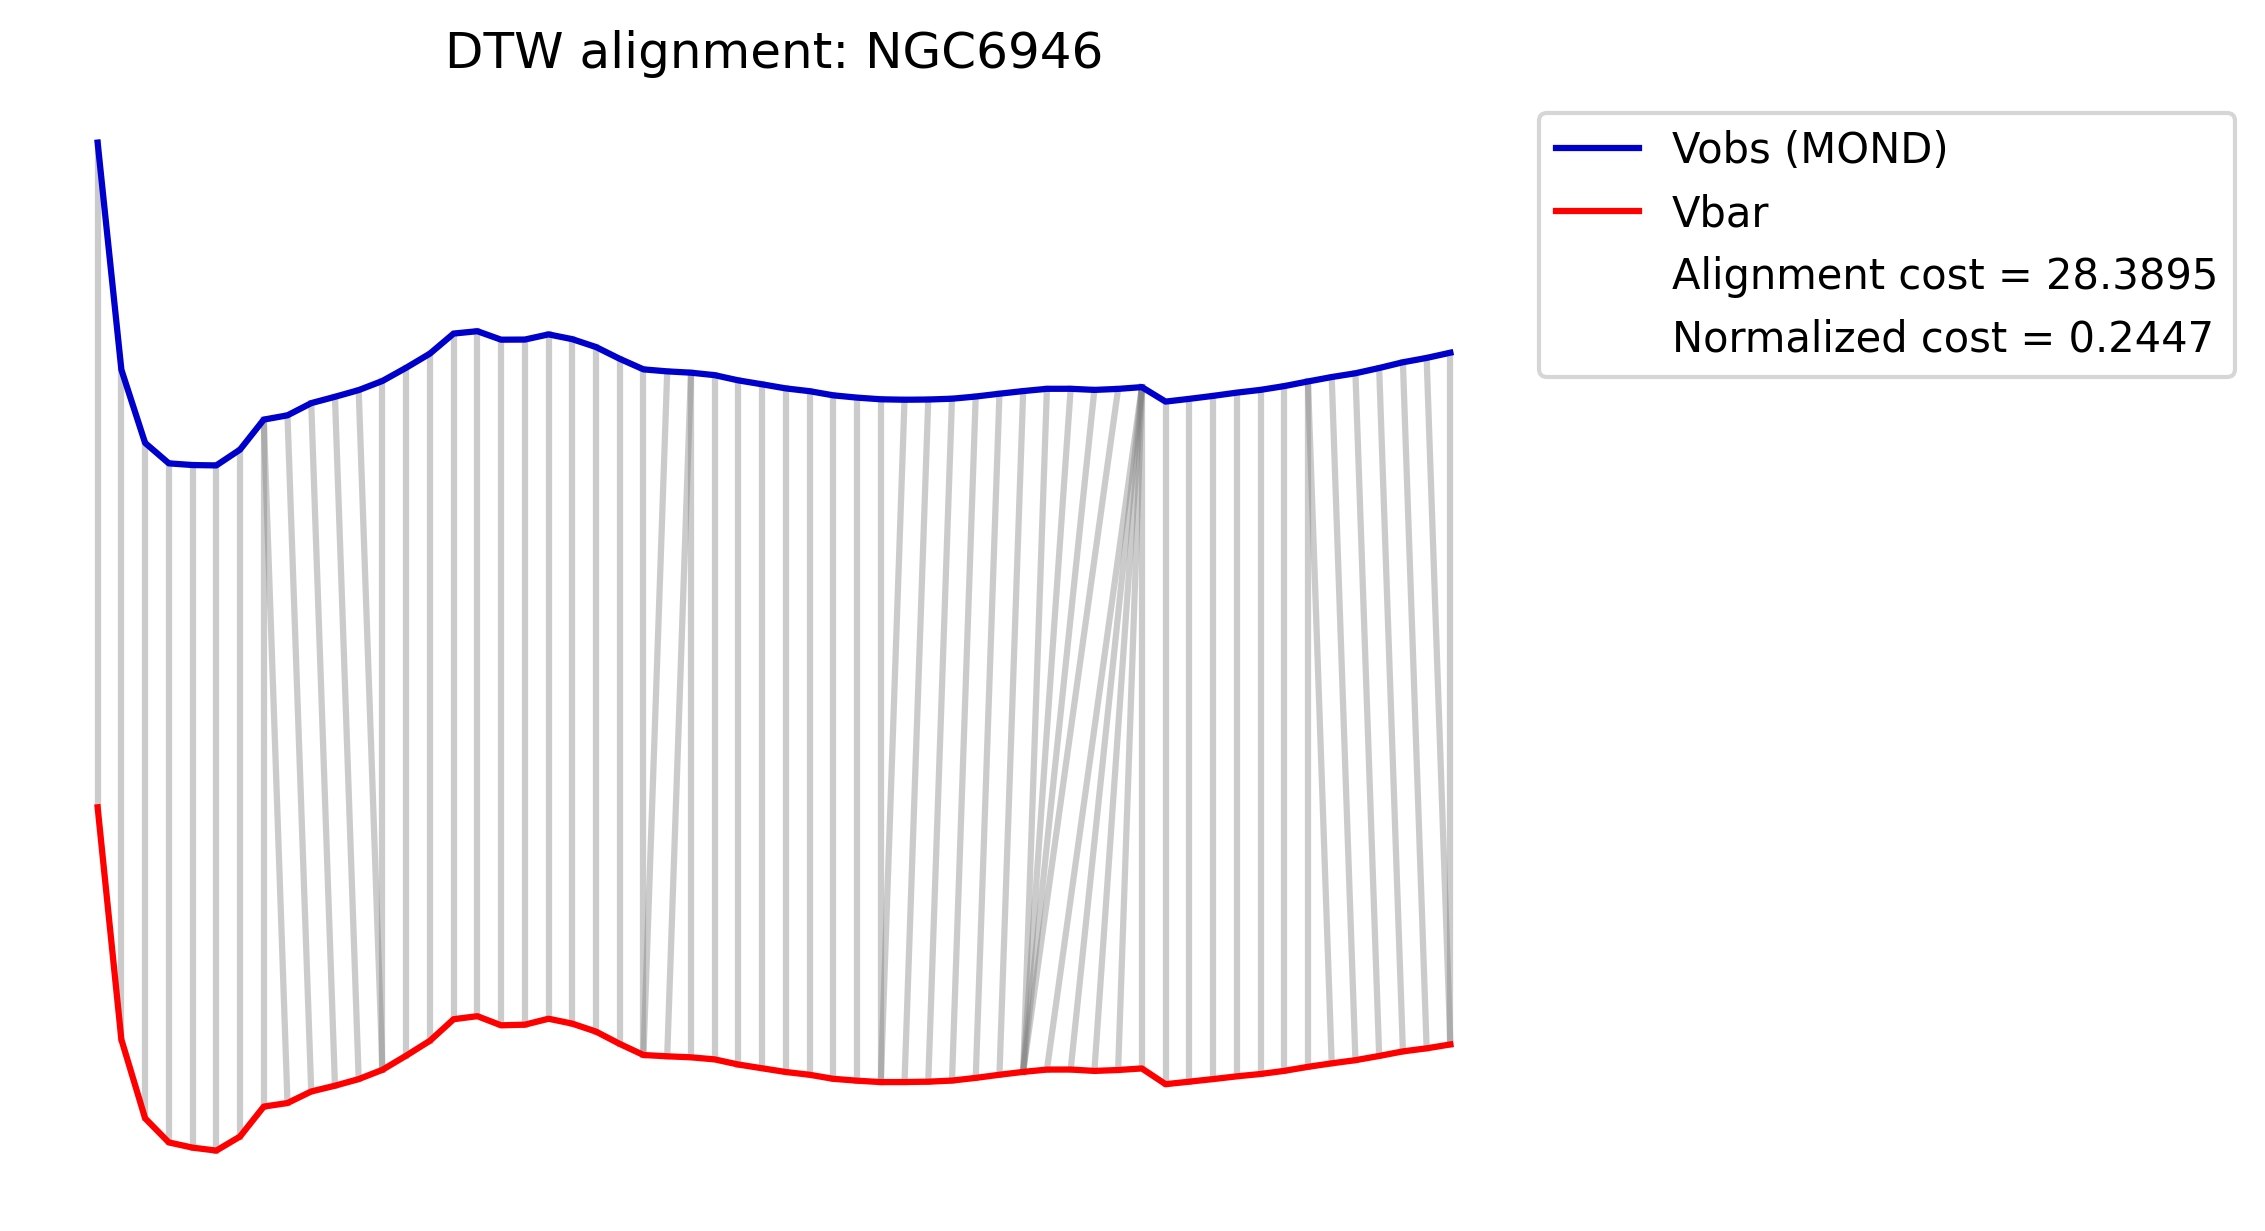 DTW alignment: NGC6946
Vobs (MOND)
Vbar
Alignment cost = 28.3895
Normalized cost = 0.2447